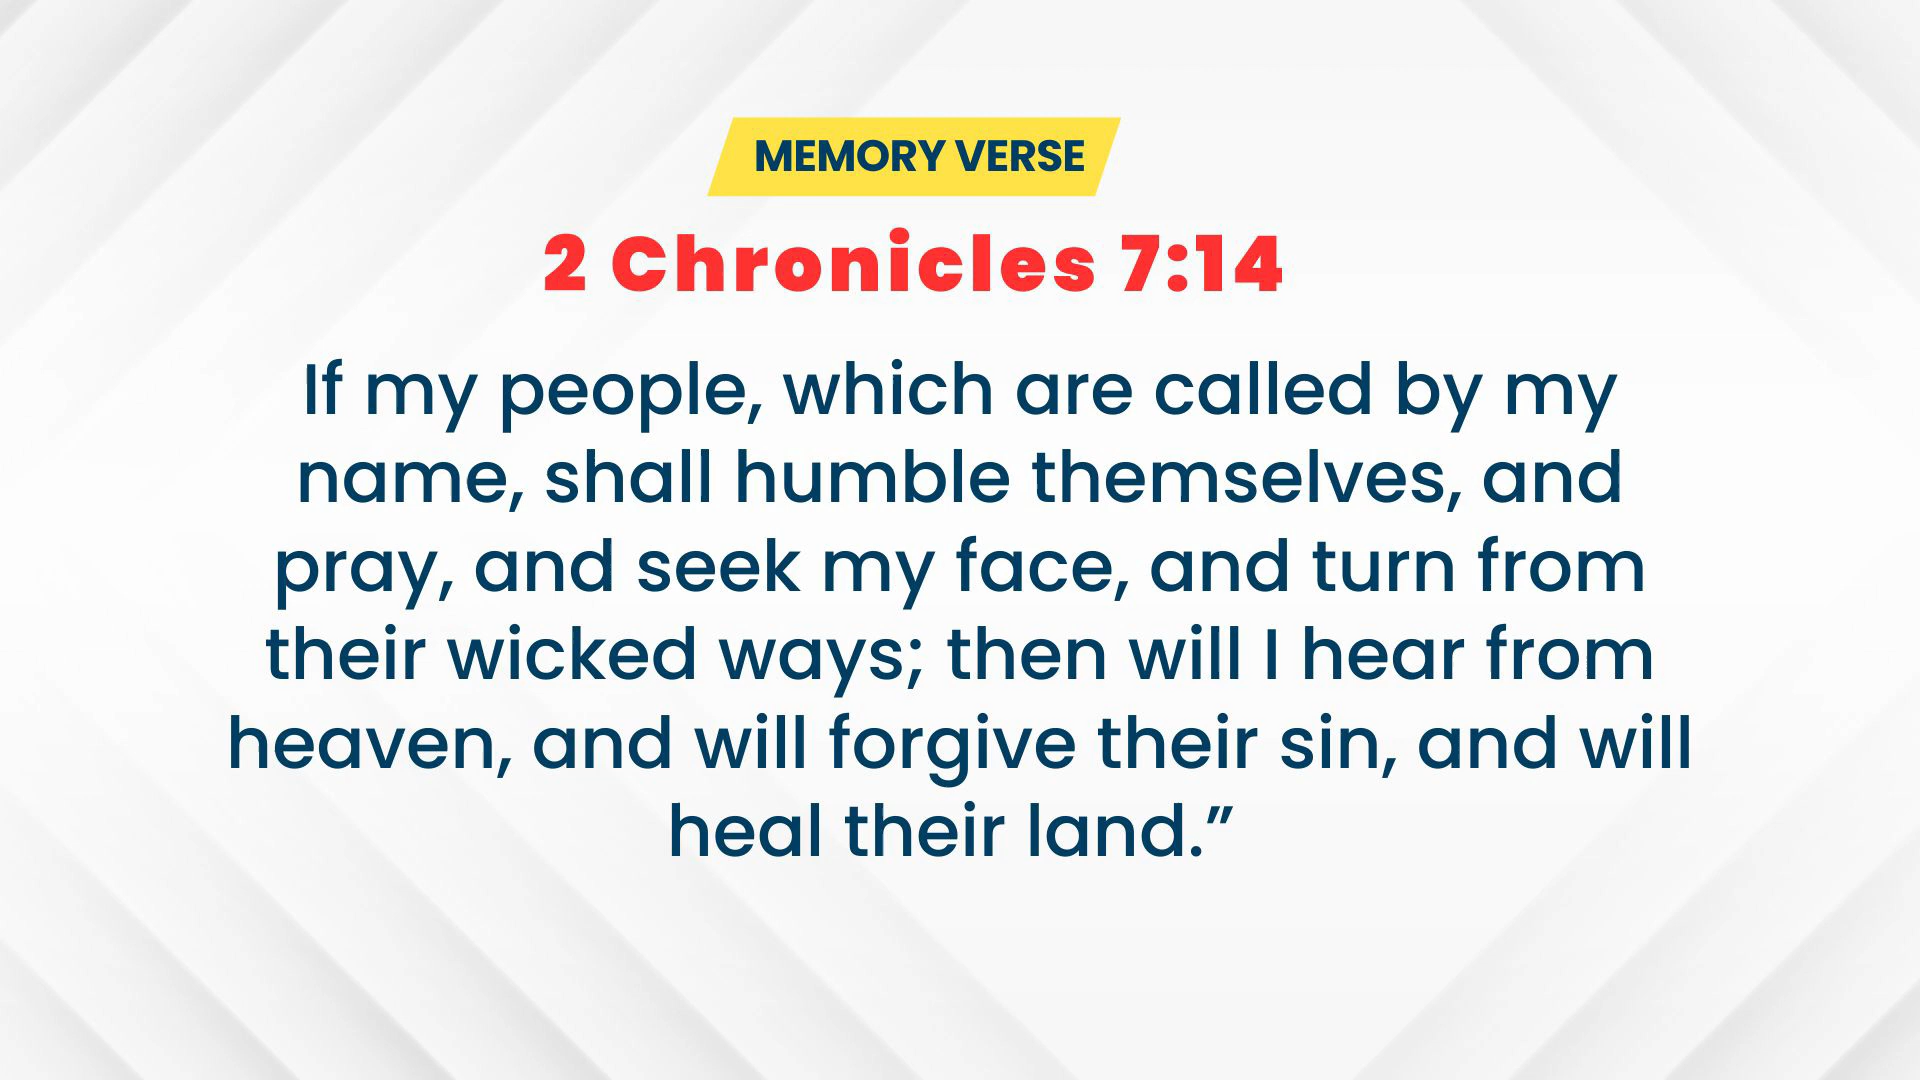 MEMORY VERSE
2 Chronicles 7:14
If my people, which are called by my
name, shall humble themselves, and
pray, and seek my face, and turn from
their wicked ways; then will I hear from
heaven, and will forgive their sin, and will
heal their land.”